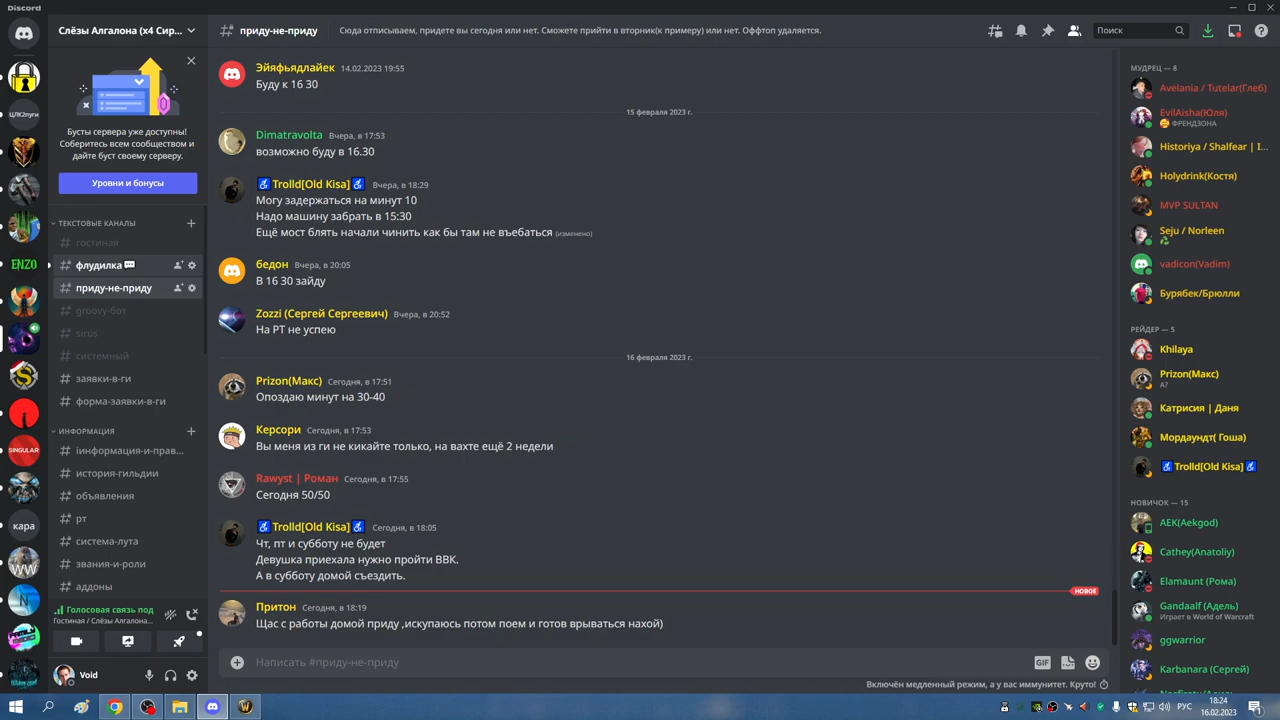 Discord
Слёзы Алгалона (x4 Сир...
приду-не-приду
Сюда отписываем, придете вы сегодня или нет. Сможете прийти в вторник(к примеру) или нет. Оффтоп удаляется.
Поиск
ЦЛК2пуги
ENZO
SINGULAR
кара
WW
Бусты сервера уже доступны!
Соберитесь всем сообществом и
дайте буст своему серверу.
Уровни и бонусы
ТЕКСТОВЫЕ КАНАЛЫ
гостиная
флудилка
приду-не-приду
groovy-бот
sirus
системный
заявки-в-ги
форма-заявки-в-ги
ИНФОРМАЦИЯ
іинформация-и-прав...
история-гильдии
объявления
рт
система-лута
звания-и-роли
аддоны
Голосовая связь под
Гостиная / Слёзы Алгалона...
Void
Эйяфьядлайек 14.02.2023 19:55
Буду к 16 30
15 февраля 2023 г.
Dimatravolta Вчера, в 17:53
возможно буду в 16.30
Trolld[Old Kisa] Вчера, в 18:29
Могу задержаться на минут 10
Надо машину забрать в 15:30
Ещё мост блять начали чинить как бы там не въебаться (изменено)
бедон Вчера, в 20:05
В 16 30 зайду
Zozzi (Сергей Сергеевич) Вчера, в 20:52
На РТ не успею
16 февраля 2023 г.
Prizon(Макс) Сегодня, в 17:51
Опоздаю минут на 30-40
Керсори Сегодня, в 17:53
Вы меня из ги не кикайте только, на вахте ещё 2 недели
Rawyst | Роман Сегодня, в 17:55
Сегодня 50/50
Trolld[Old Kisa] Сегодня, в 18:05
Чт, пт и субботу не будет
Девушка приехала нужно пройти ВВК.
А в субботу домой съездить.
НОВОЕ
Притон Сегодня, в 18:19
Щас с работы домой приду ,искупаюсь потом поем и готов врываться нахой)
Написать #приду-не-приду
GIF
Включён медленный режим, а у вас иммунитет. Круто!
МУДРЕЦ — 8
Avelania / Tutelar(Глеб)
EvilAisha(Юля)
ФРЕНДЗОНА
Historiya / Shalfear | I...
Holydrink(Костя)
MVP SULTAN
Seju / Norleen
vadicon(Vadim)
Бурябек/Брюлли
РЕЙДЕР — 5
Khilaya
Prizon(Макс)
А?
Катрисия | Даня
Мордаундт( Гоша)
Trolld[Old Kisa]
НОВИЧОК — 15
AEK(Aekgod)
Cathey(Anatoliy)
Elamaunt (Рома)
Gandaalf (Адель)
Играет в World of Warcraft
ggwarrior
Karbanara (Сергей)
РУС
18:24
16.02.2023
1